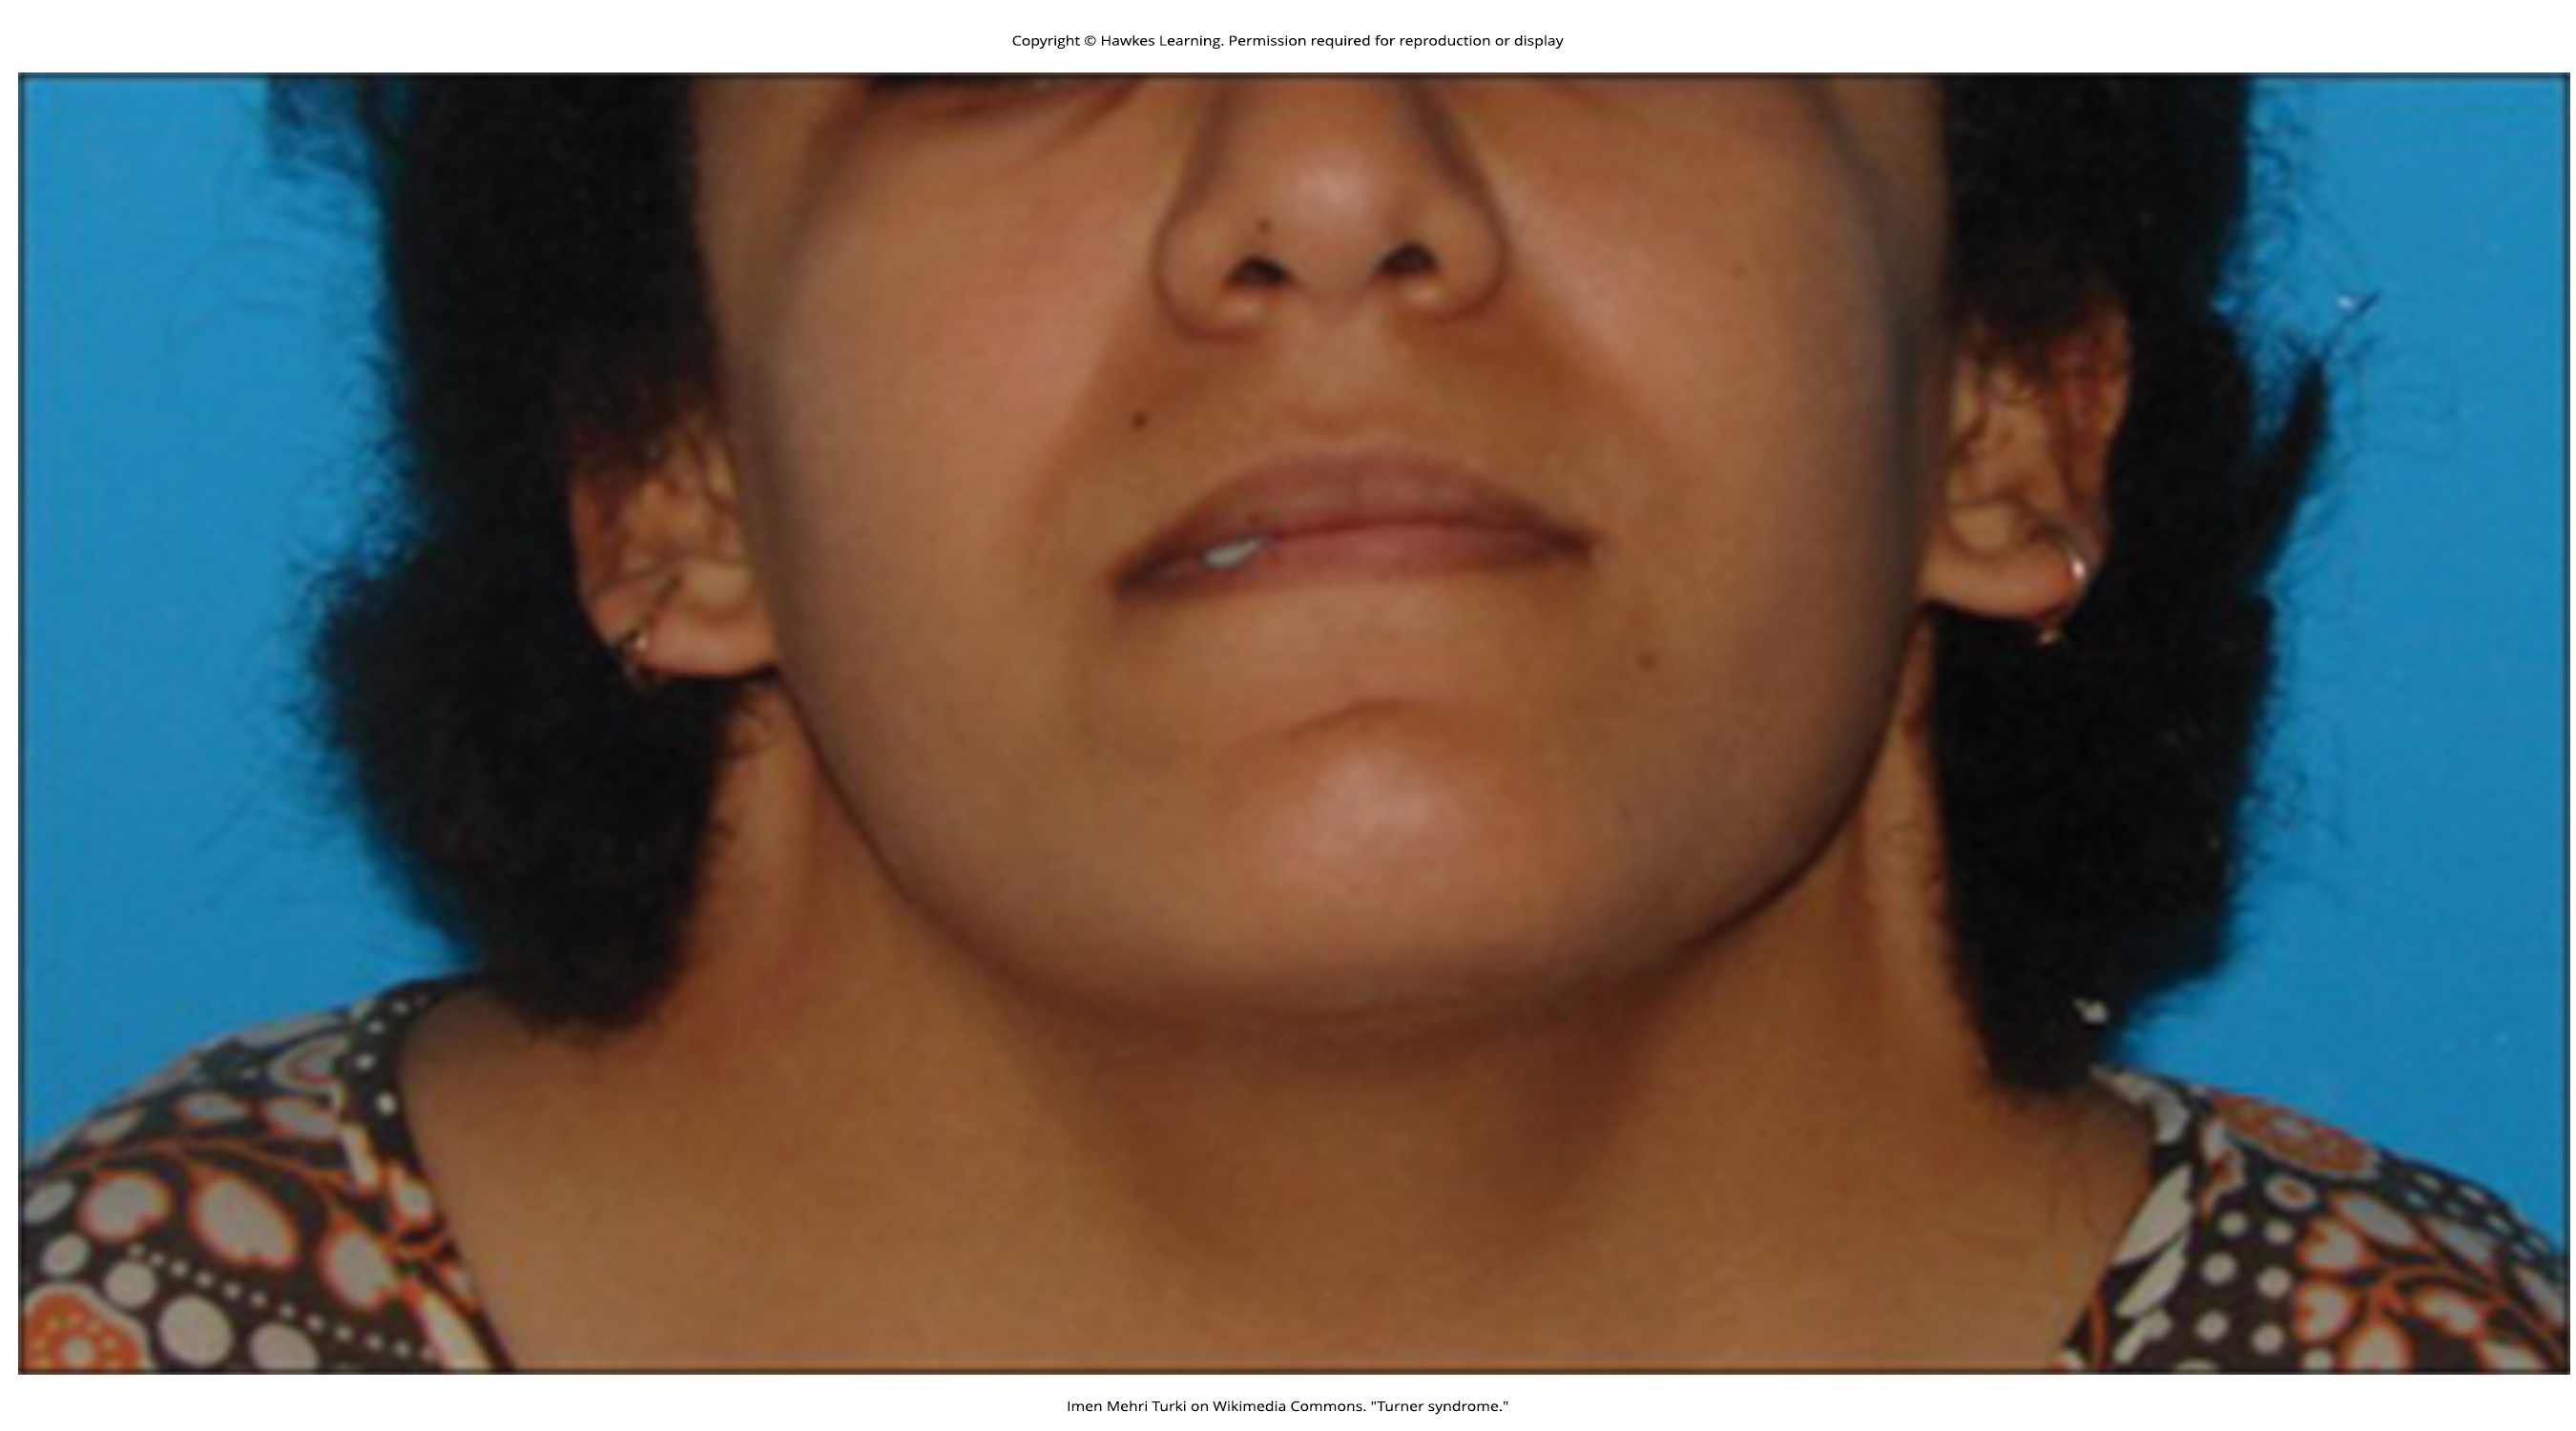 Copyright © Hawkes Learning. Permission required for reproduction or display
Imen Mehri Turki on Wikimedia Commons. "Turner syndrome."